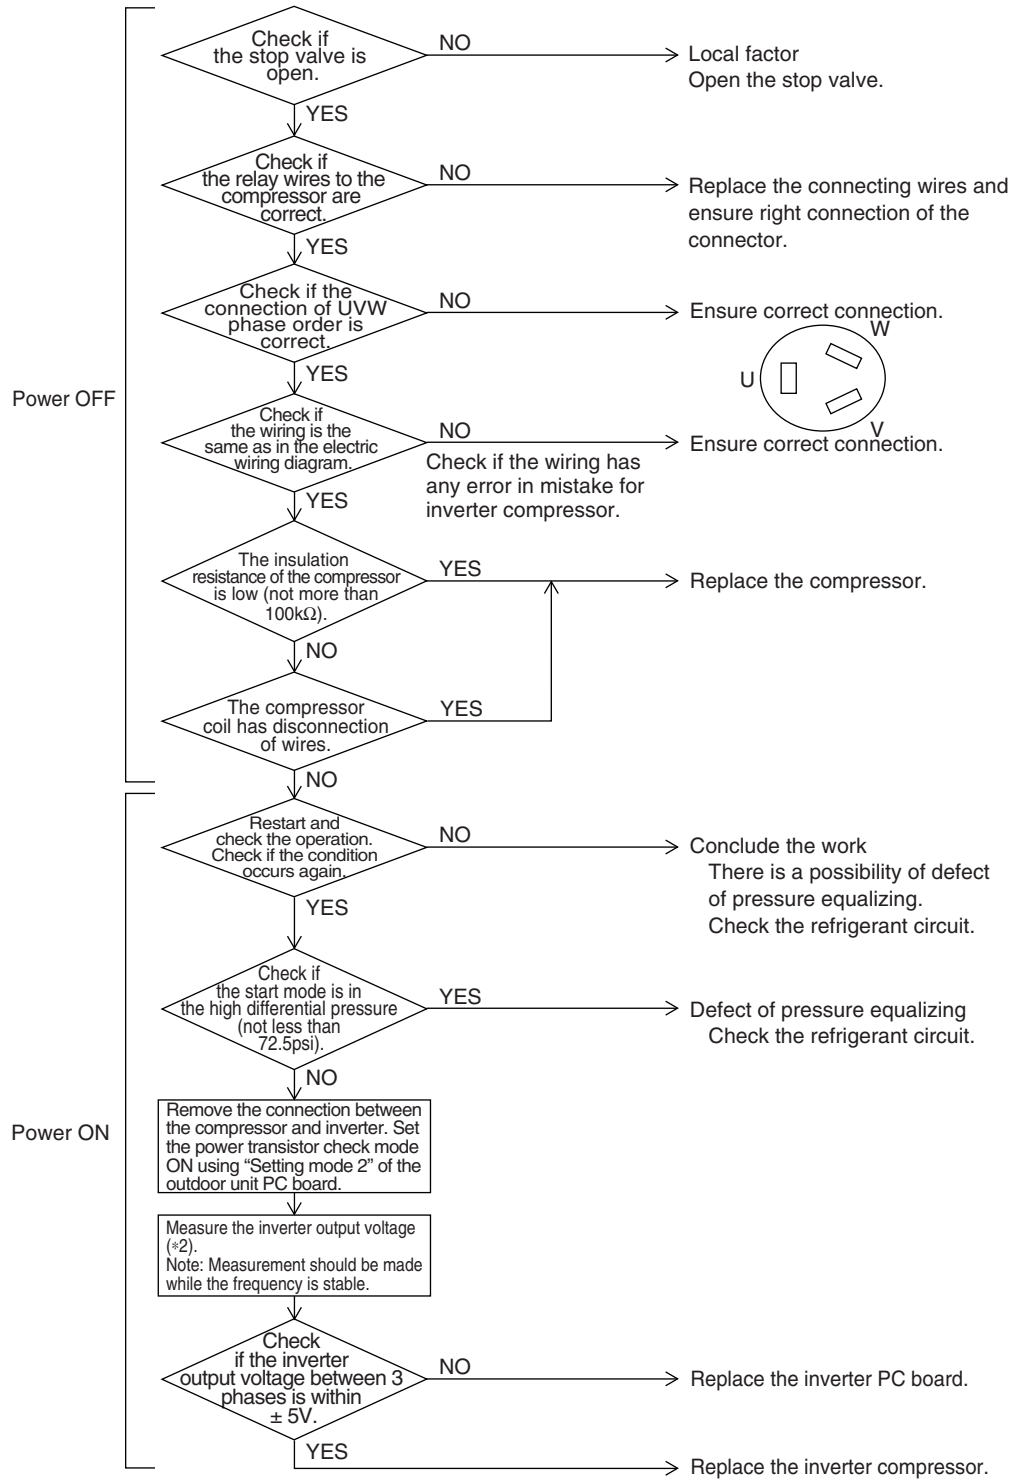 Check if
the stop valve is
open.
NO
Local factor
Open the stop valve.
YES
Check if
the relay wires to the
compressor are
correct.
NO
Replace the connecting wires and
ensure right connection of the
connector.
YES
Check if the
connection of UVW
phase order is
correct.
NO
Ensure correct connection.
W
U
V
YES
Power OFF
Check if
the wiring is the
same as in the electric
wiring diagram.
NO
Check if the wiring has
any error in mistake for
inverter compressor.
Ensure correct connection.
YES
The insulation
resistance of the compressor
is low (not more than
100kΩ).
YES
Replace the compressor.
NO
The compressor
coil has disconnection
of wires.
YES
NO
Restart and
check the operation.
Check if the condition
occurs again.
NO
Conclude the work
There is a possibility of defect
of pressure equalizing.
Check the refrigerant circuit.
YES
Check if
the start mode is in
the high differential pressure
(not less than
72.5psi).
YES
Defect of pressure equalizing
Check the refrigerant circuit.
NO
Power ON
Remove the connection between
the compressor and inverter. Set
the power transistor check mode
ON using “Setting mode 2” of the
outdoor unit PC board.
Measure the inverter output voltage
(*2).
Note: Measurement should be made
while the frequency is stable.
Check
if the inverter
output voltage between 3
phases is within
± 5V.
NO
Replace the inverter PC board.
YES
Replace the inverter compressor.